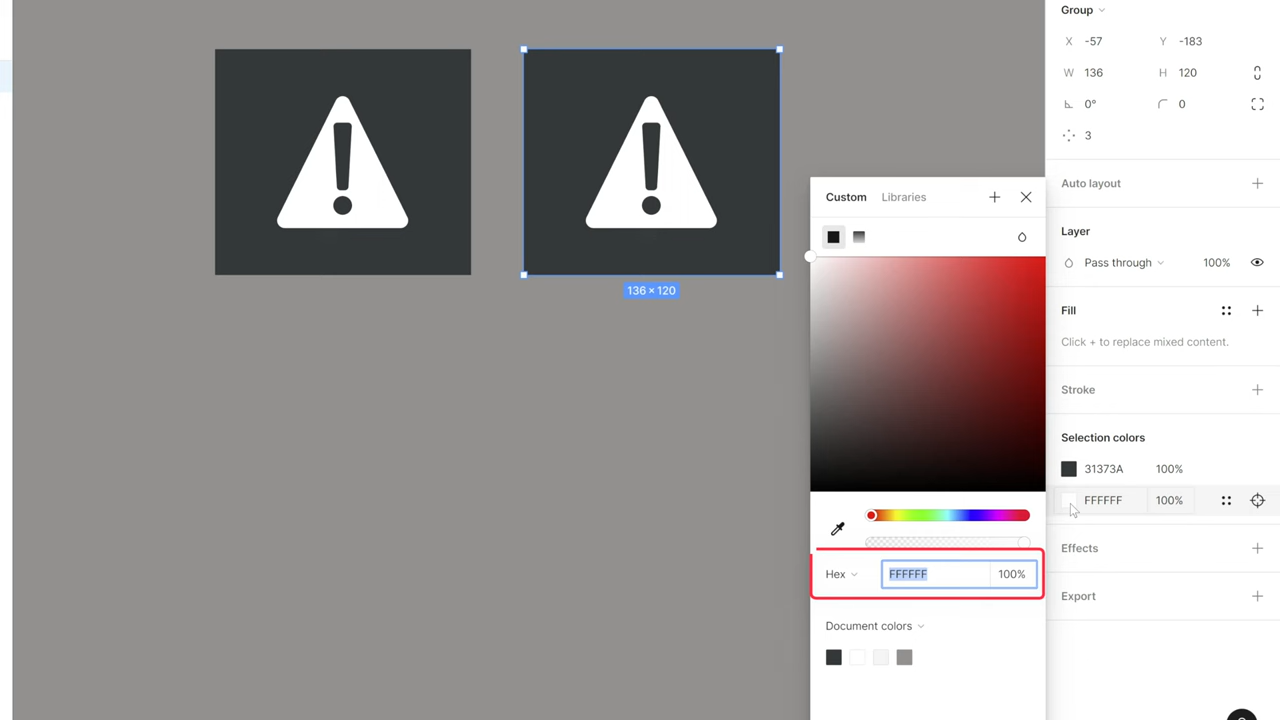 Group
X -57 Y -183
W 136 H 120
0° 0
3
Auto layout
Layer
Pass through 100%
Fill
Click + to replace mixed content.
Stroke
Selection colors
31373A 100%
FFFFFF 100%
Effects
Export
Custom Libraries
Hex FFFFFF 100%
Document colors
136 × 120